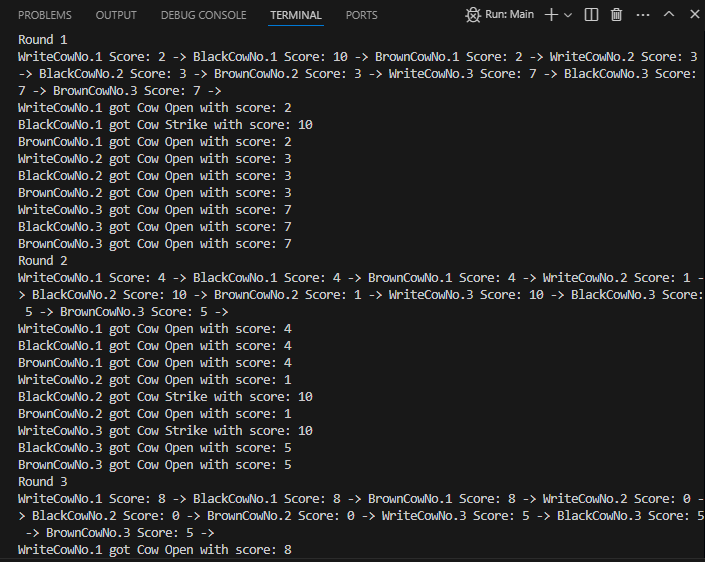 PROBLEMS OUTPUT DEBUG CONSOLE TERMINAL PORTS Run: Main
Round 1
WriteCowNo.1 Score: 2 -> BlackCowNo.1 Score: 10 -> BrownCowNo.1 Score: 2 -> WriteCowNo.2 Score: 3
-> BlackCowNo.2 Score: 3 -> BrownCowNo.2 Score: 3 -> WriteCowNo.3 Score: 7 -> BlackCowNo.3 Score:
7 -> BrownCowNo.3 Score: 7 ->
WriteCowNo.1 got Cow Open with score: 2
BlackCowNo.1 got Cow Strike with score: 10
BrownCowNo.1 got Cow Open with score: 2
WriteCowNo.2 got Cow Open with score: 3
BlackCowNo.2 got Cow Open with score: 3
BrownCowNo.2 got Cow Open with score: 3
WriteCowNo.3 got Cow Open with score: 7
BlackCowNo.3 got Cow Open with score: 7
BrownCowNo.3 got Cow Open with score: 7
Round 2
WriteCowNo.1 Score: 4 -> BlackCowNo.1 Score: 4 -> BrownCowNo.1 Score: 4 -> WriteCowNo.2 Score: 1 -
> BlackCowNo.2 Score: 10 -> BrownCowNo.2 Score: 1 -> WriteCowNo.3 Score: 10 -> BlackCowNo.3 Score:
5 -> BrownCowNo.3 Score: 5 ->
WriteCowNo.1 got Cow Open with score: 4
BlackCowNo.1 got Cow Open with score: 4
BrownCowNo.1 got Cow Open with score: 4
WriteCowNo.2 got Cow Open with score: 1
BlackCowNo.2 got Cow Strike with score: 10
BrownCowNo.2 got Cow Open with score: 1
WriteCowNo.3 got Cow Strike with score: 10
BlackCowNo.3 got Cow Open with score: 5
BrownCowNo.3 got Cow Open with score: 5
Round 3
WriteCowNo.1 Score: 8 -> BlackCowNo.1 Score: 8 -> BrownCowNo.1 Score: 8 -> WriteCowNo.2 Score: 0 -
> BlackCowNo.2 Score: 0 -> BrownCowNo.2 Score: 0 -> WriteCowNo.3 Score: 5 -> BlackCowNo.3 Score: 5
-> BrownCowNo.3 Score: 5 ->
WriteCowNo.1 got Cow Open with score: 8